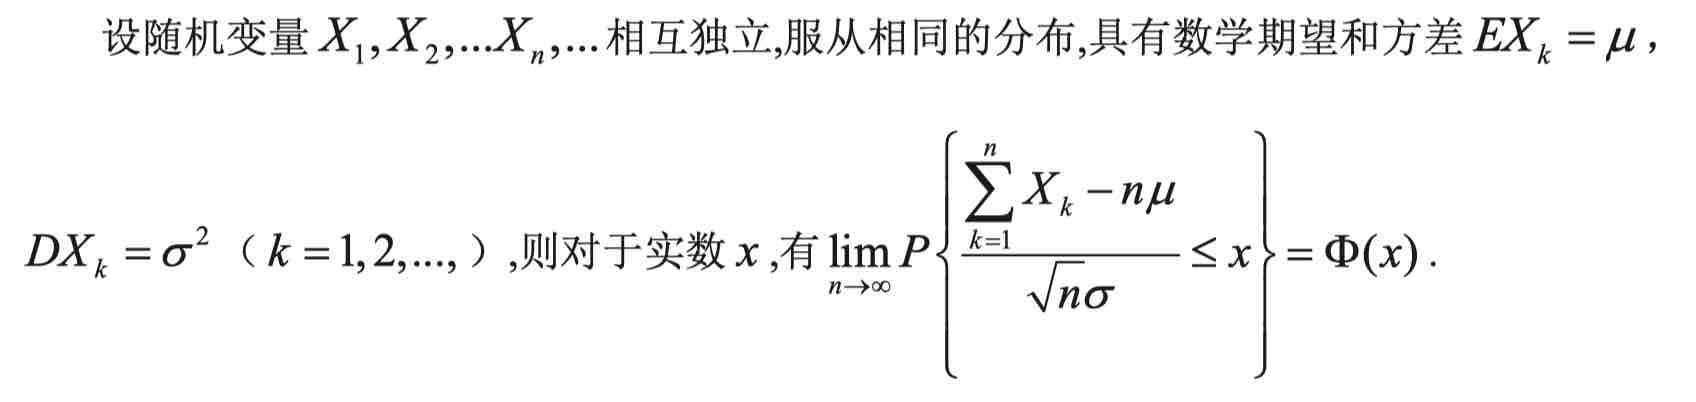 设随机变量 $X_1, X_2, ...X_n, ...$ 相互独立,服从相同的分布,具有数学期望和方差 $EX_k = \mu$，
$DX_k = \sigma^2$（$k = 1, 2, ...,$）,则对于实数 $x$ ,有 $\lim_{n \to \infty} P\left\{ \frac{\sum_{k=1}^{n} X_k - n\mu}{\sqrt{n}\sigma} \leq x \right\} = \Phi(x)$ .